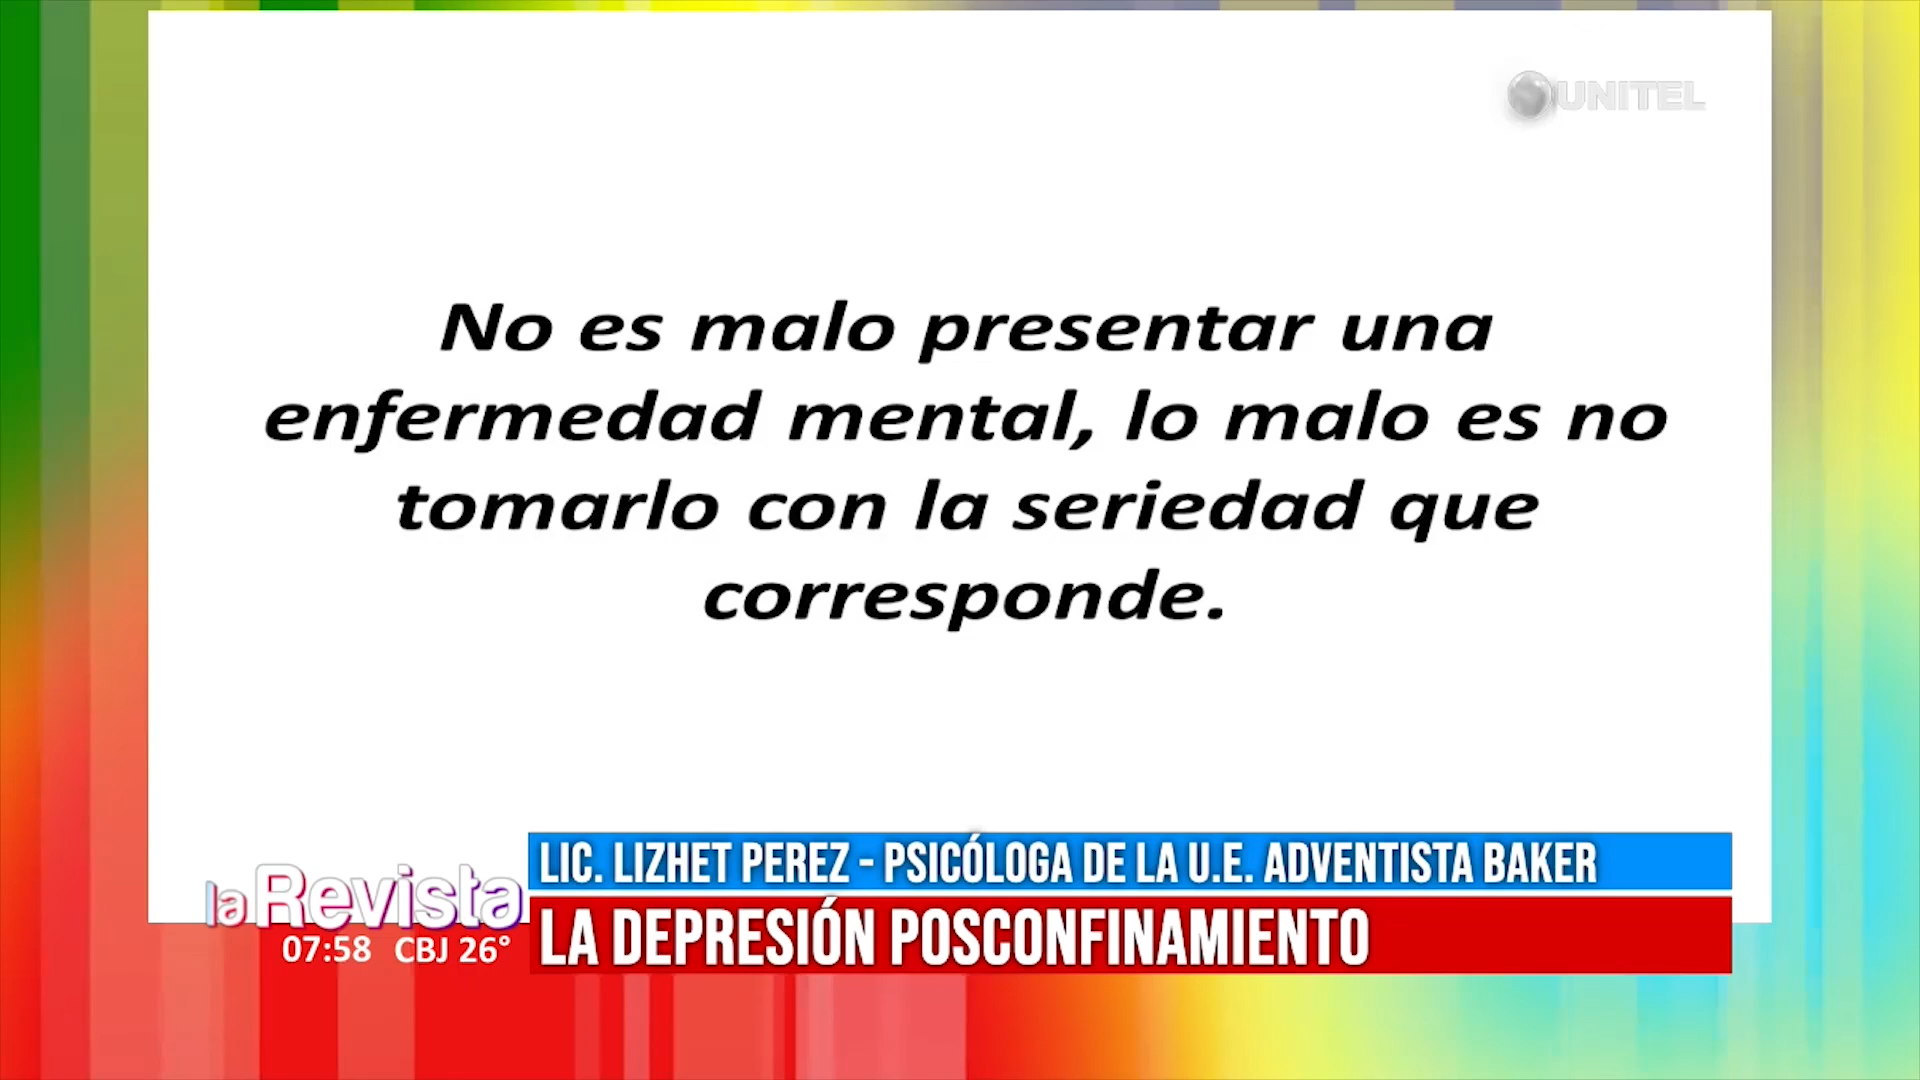 UNITEL
No es malo presentar una
enfermedad mental, lo malo es no
tomarlo con la seriedad que
corresponde.
LIC. LIZHET PEREZ - PSICÓLOGA DE LA U.E. ADVENTISTA BAKER
la Revista
LA DEPRESIÓN POSCONFINAMIENTO
07:58 CBJ 26°